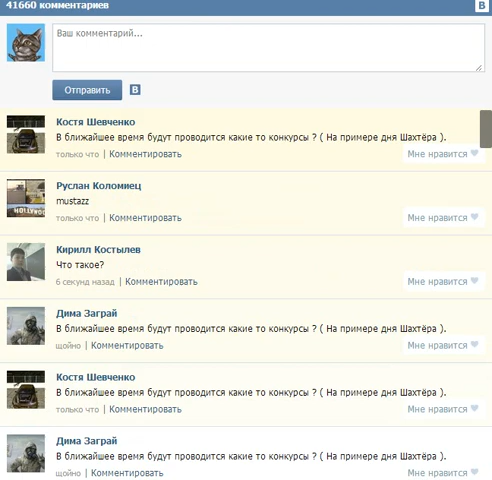 41660 комментариев
B
Ваш комментарий...
Отправить B
Костя Шевченко
В ближайшее время будут проводится какие то конкурсы ? ( На примере дня Шахтёра ).
только что | Комментировать Мне нравится
Руслан Коломиец
mustazz
только что | Комментировать Мне нравится
Кирилл Костылев
Что такое?
6 секунд назад | Комментировать Мне нравится
Дима Заграй
В ближайшее время будут проводится какие то конкурсы ? ( На примере дня Шахтёра ).
щойно | Комментировать Мне нравится
Костя Шевченко
В ближайшее время будут проводится какие то конкурсы ? ( На примере дня Шахтёра ).
только что | Комментировать Мне нравится
Дима Заграй
В ближайшее время будут проводится какие то конкурсы ? ( На примере дня Шахтёра ).
щойно | Комментировать Мне нравится